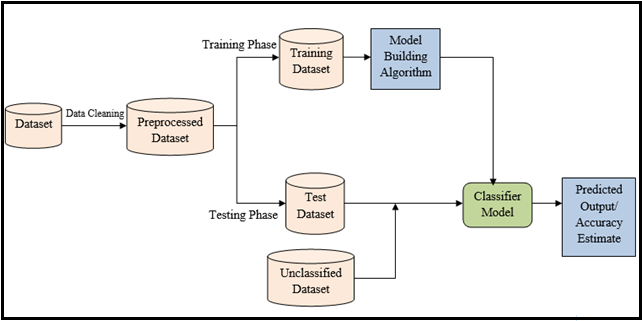 Dataset
Data Cleaning
Preprocessed
Dataset
Training Phase
Training
Dataset
Model
Building
Algorithm
Testing Phase
Test
Dataset
Unclassified
Dataset
Classifier
Model
Predicted
Output/
Accuracy
Estimate